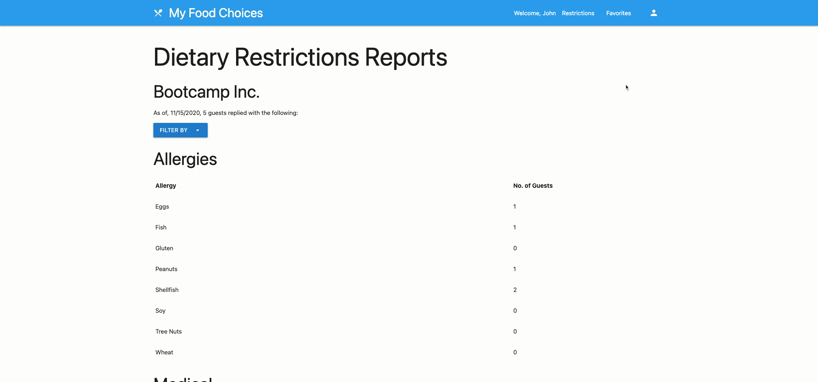 My Food Choices
Welcome, John Restrictions Favorites
Dietary Restrictions Reports
Bootcamp Inc.
As of, 11/15/2020, 5 guests replied with the following:
FILTER BY
Allergies
Allergy No. of Guests
Eggs 1
Fish 1
Gluten 0
Peanuts 1
Shellfish 2
Soy 0
Tree Nuts 0
Wheat 0
Medical